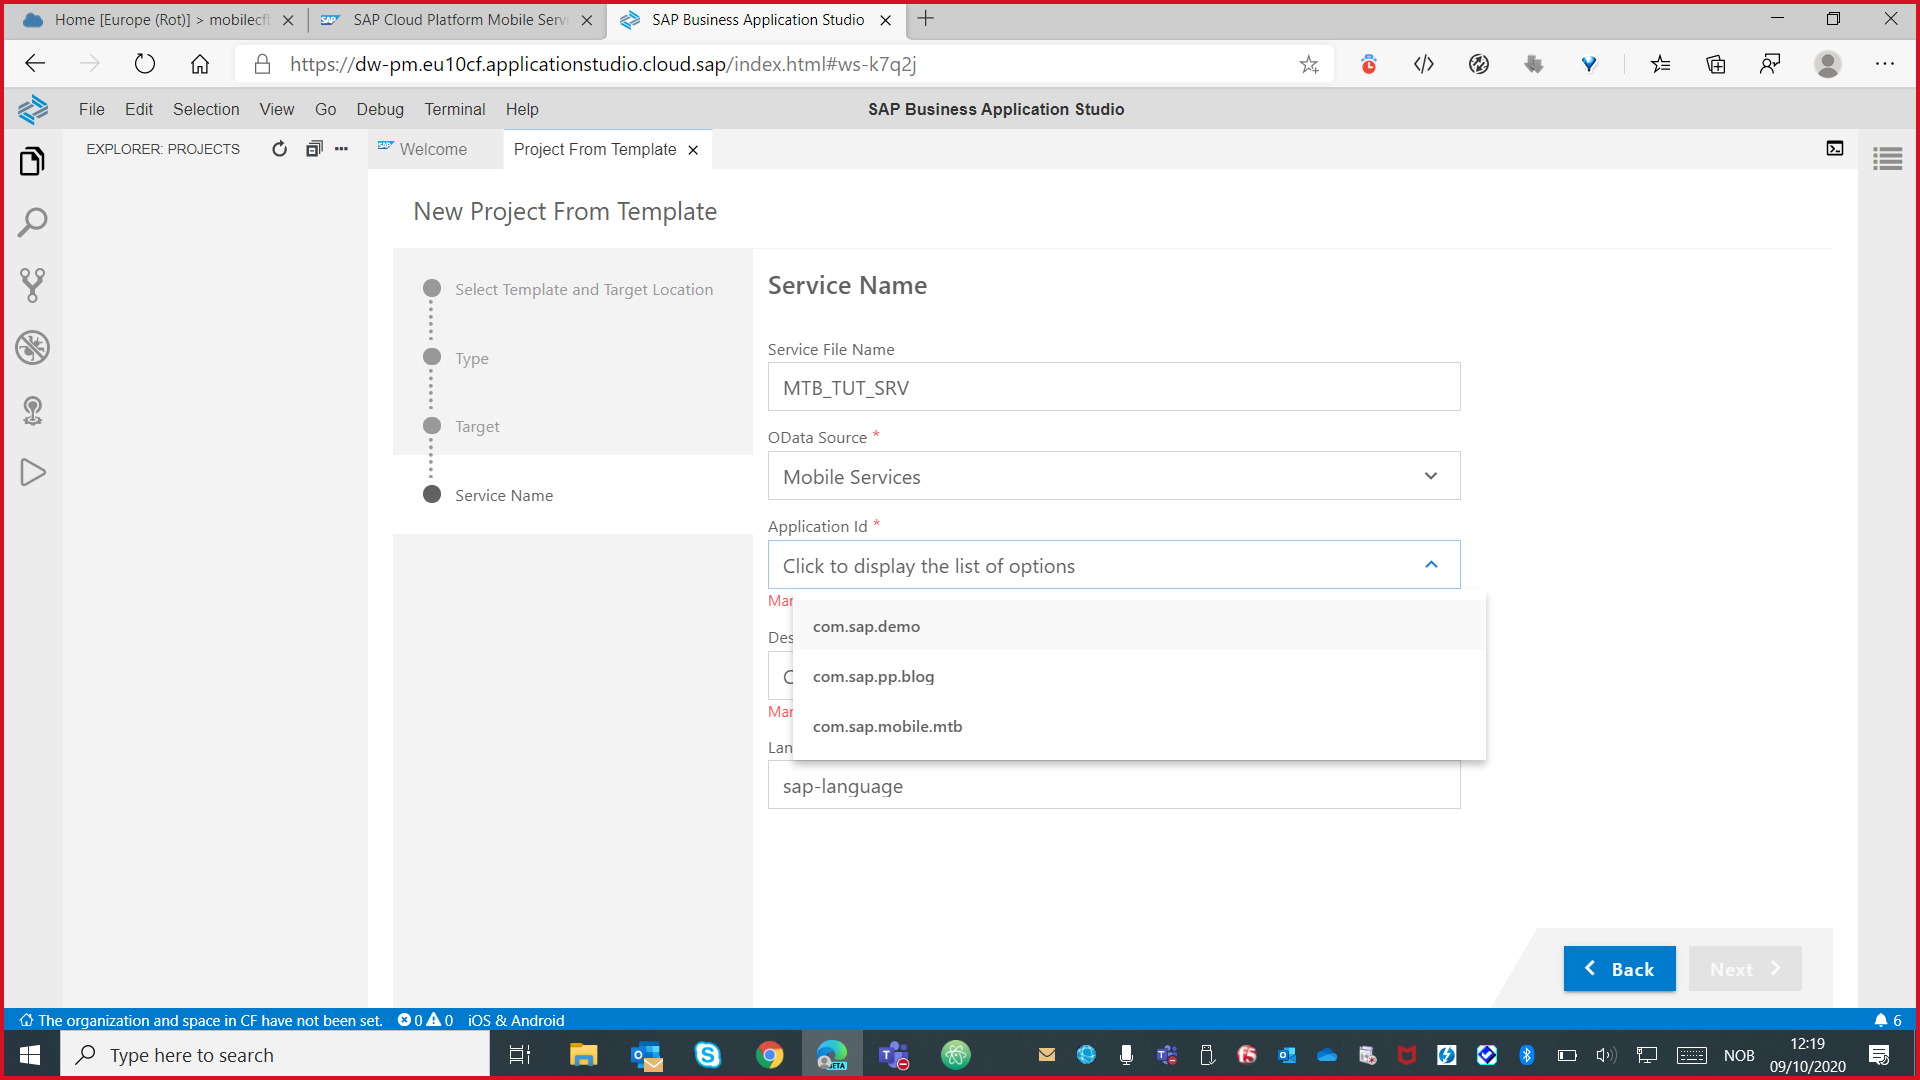 Home [Europe (Rot)] > mobilecf
SAP Cloud Platform Mobile Servi
SAP Business Application Studio
https://dw-pm.eu10cf.applicationstudio.cloud.sap/index.html#ws-k7q2j
File Edit Selection View Go Debug Terminal Help
SAP Business Application Studio
EXPLORER: PROJECTS
SAP Welcome
Project From Template
New Project From Template
Select Template and Target Location
Type
Target
Service Name
Service Name
Service File Name
MTB_TUT_SRV
OData Source *
Mobile Services
Application Id *
Click to display the list of options
Mar
com.sap.demo
Des
com.sap.pp.blog
Mar
com.sap.mobile.mtb
Lan
sap-language
Back
Next
The organization and space in CF have not been set. 0 0 iOS & Android
6
Type here to search
BETA
NOB
12:19
09/10/2020